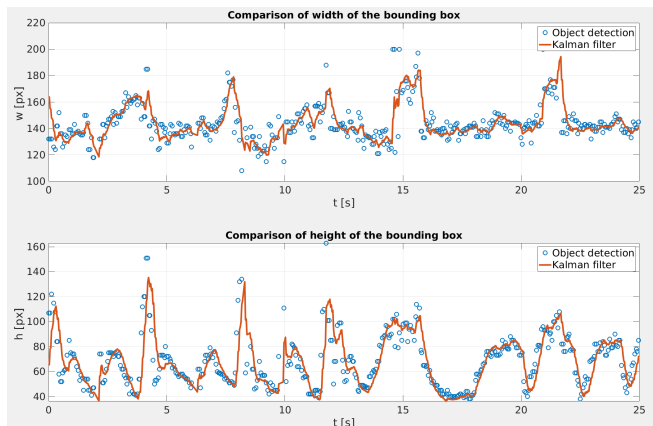 Comparison of width of the bounding box
220
200
180
160
140
120
100
w [px]
Object detection
Kalman filter
0 5 10 15 20 25
t [s]
Comparison of height of the bounding box
160
140
120
100
80
60
40
h [px]
Object detection
Kalman filter
0 5 10 15 20 25
t [s]